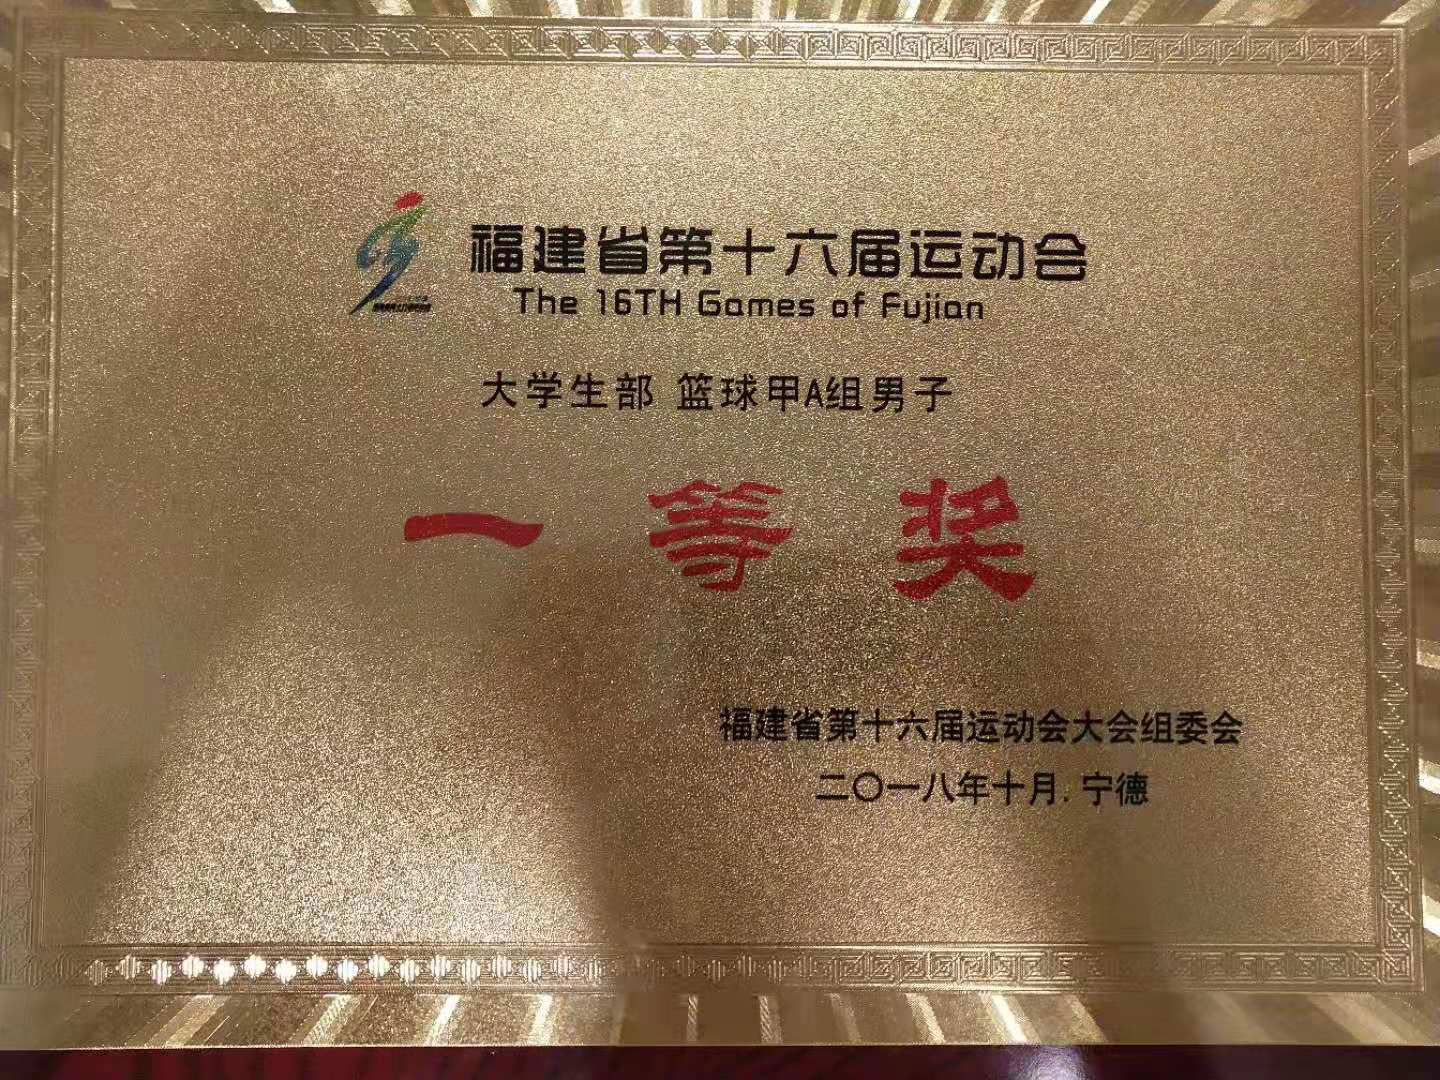 福建省第十六届运动会
The 16TH Games of Fujian
大学生部 篮球甲A组男子
一等奖
福建省第十六届运动会大会组委会
二〇一八年十月.宁德